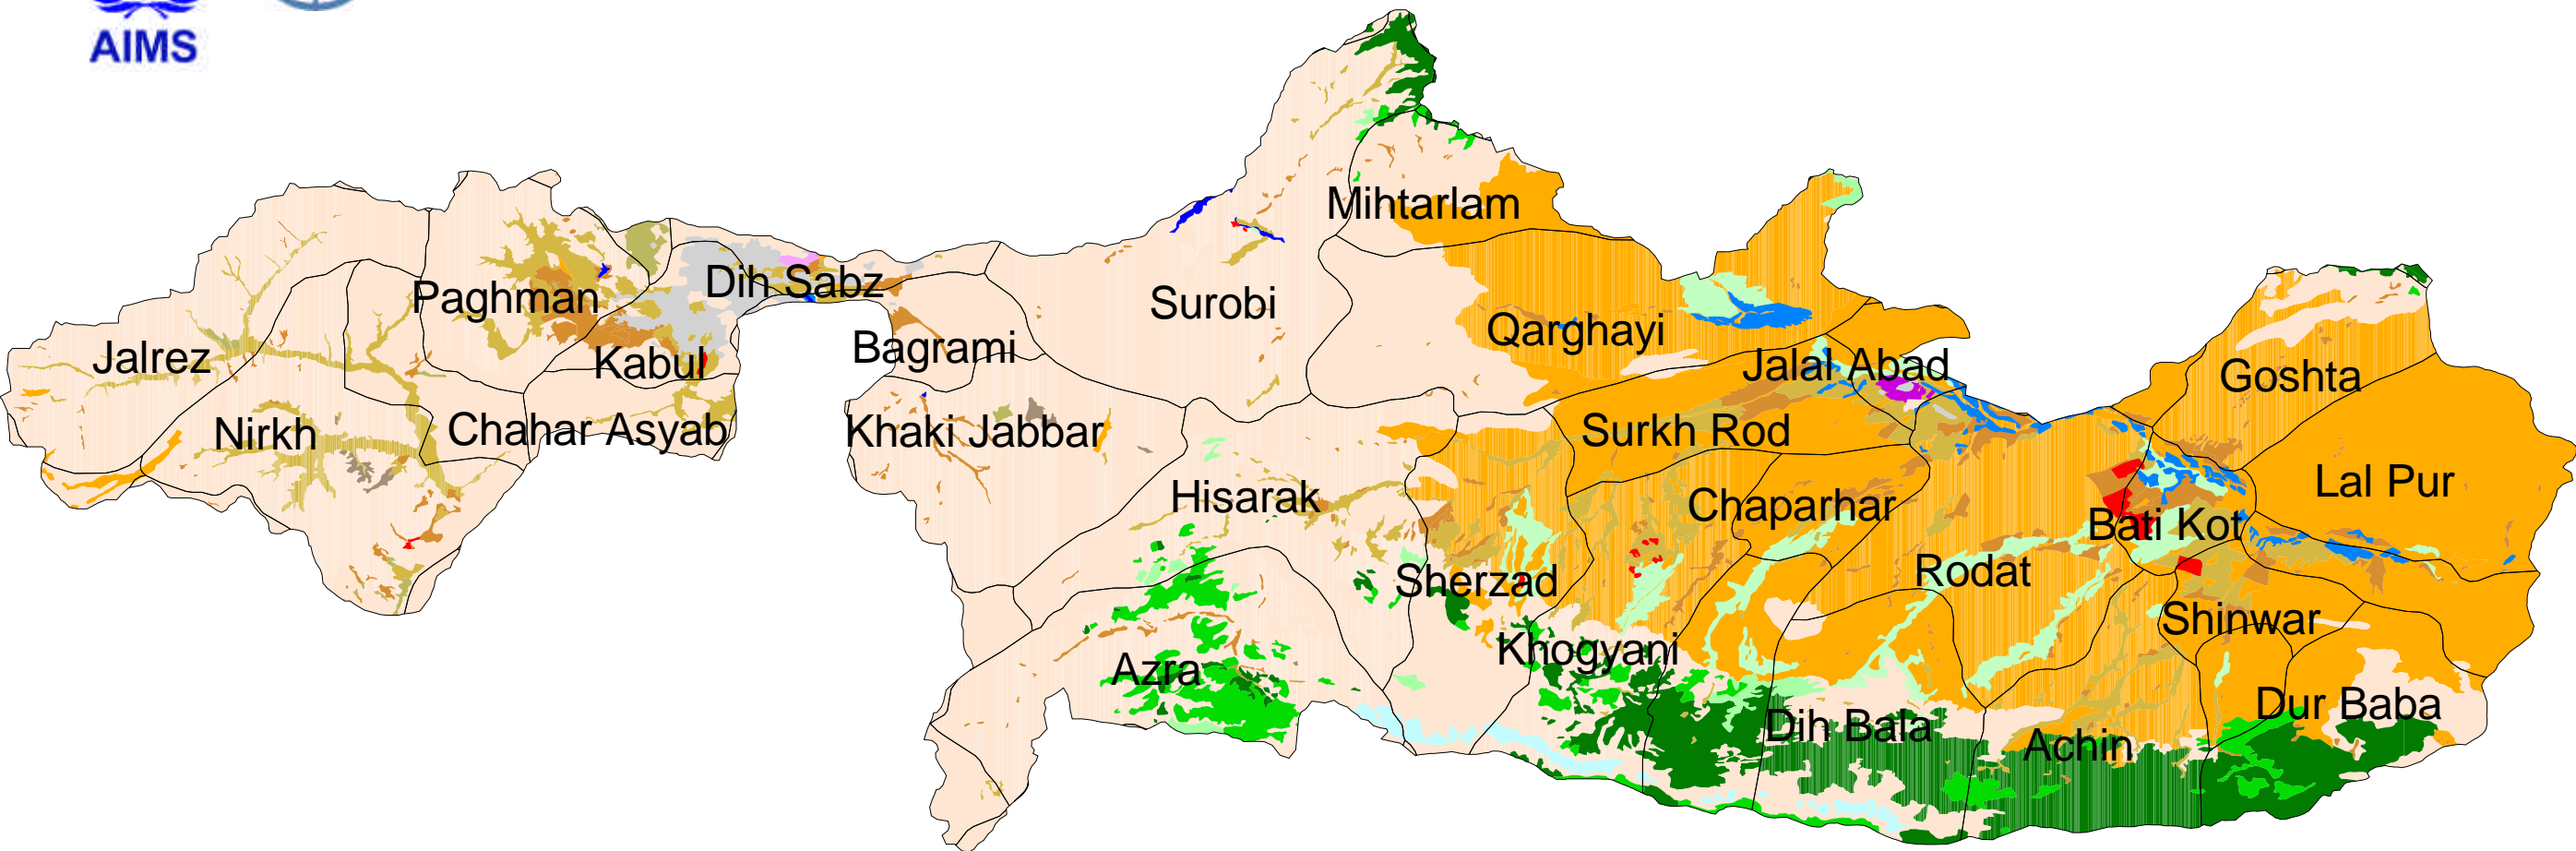 AIMS
Mihtarlam
Dih Sabz
Paghman
Surobi
Qarghayi
Bagrami
Jalrez
Kabul
Jalal Abad
Goshta
Nirkh
Chahar Asyab
Khaki Jabbar
Surkh Rod
Lal Pur
Hisarak
Chaparhar
Bati Kot
Sherzad
Rodat
Shinwar
Khogyani
Azra
Dur Baba
Dih Bala
Achin